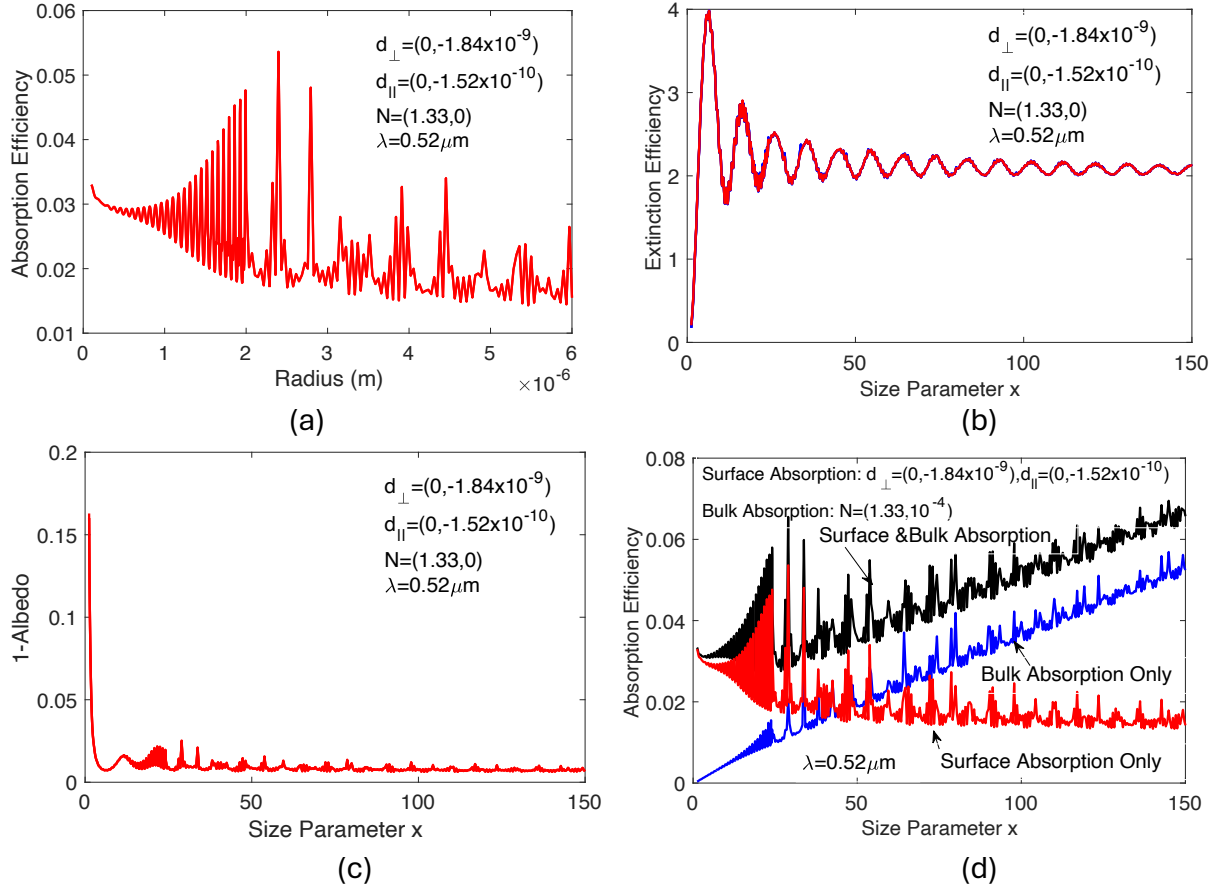 0.06
0.05
0.04
0.03
0.02
0.01
0 1 2 3 4 5 6
×10⁻⁶
Radius (m)
Absorption Efficiency
d⊥=(0,-1.84x10⁻⁹)
d||=(0,-1.52x10⁻¹⁰)
N=(1.33,0)
λ=0.52μm
(a)
4
3
2
1
0
0 50 100 150
Size Parameter x
Extinction Efficiency
d⊥=(0,-1.84x10⁻⁹)
d||=(0,-1.52x10⁻¹⁰)
N=(1.33,0)
λ=0.52μm
(b)
0.2
0.15
0.1
0.05
0
0 50 100 150
Size Parameter x
1-Albedo
d⊥=(0,-1.84x10⁻⁹)
d||=(0,-1.52x10⁻¹⁰)
N=(1.33,0)
λ=0.52μm
(c)
0.08
0.06
0.04
0.02
0
0 50 100 150
Size Parameter x
Absorption Efficiency
Surface Absorption: d⊥=(0,-1.84x10⁻⁹),d||=(0,-1.52x10⁻¹⁰)
Bulk Absorption: N=(1.33,10⁻⁴)
Surface &Bulk Absorption
Bulk Absorption Only
Surface Absorption Only
λ=0.52μm
(d)